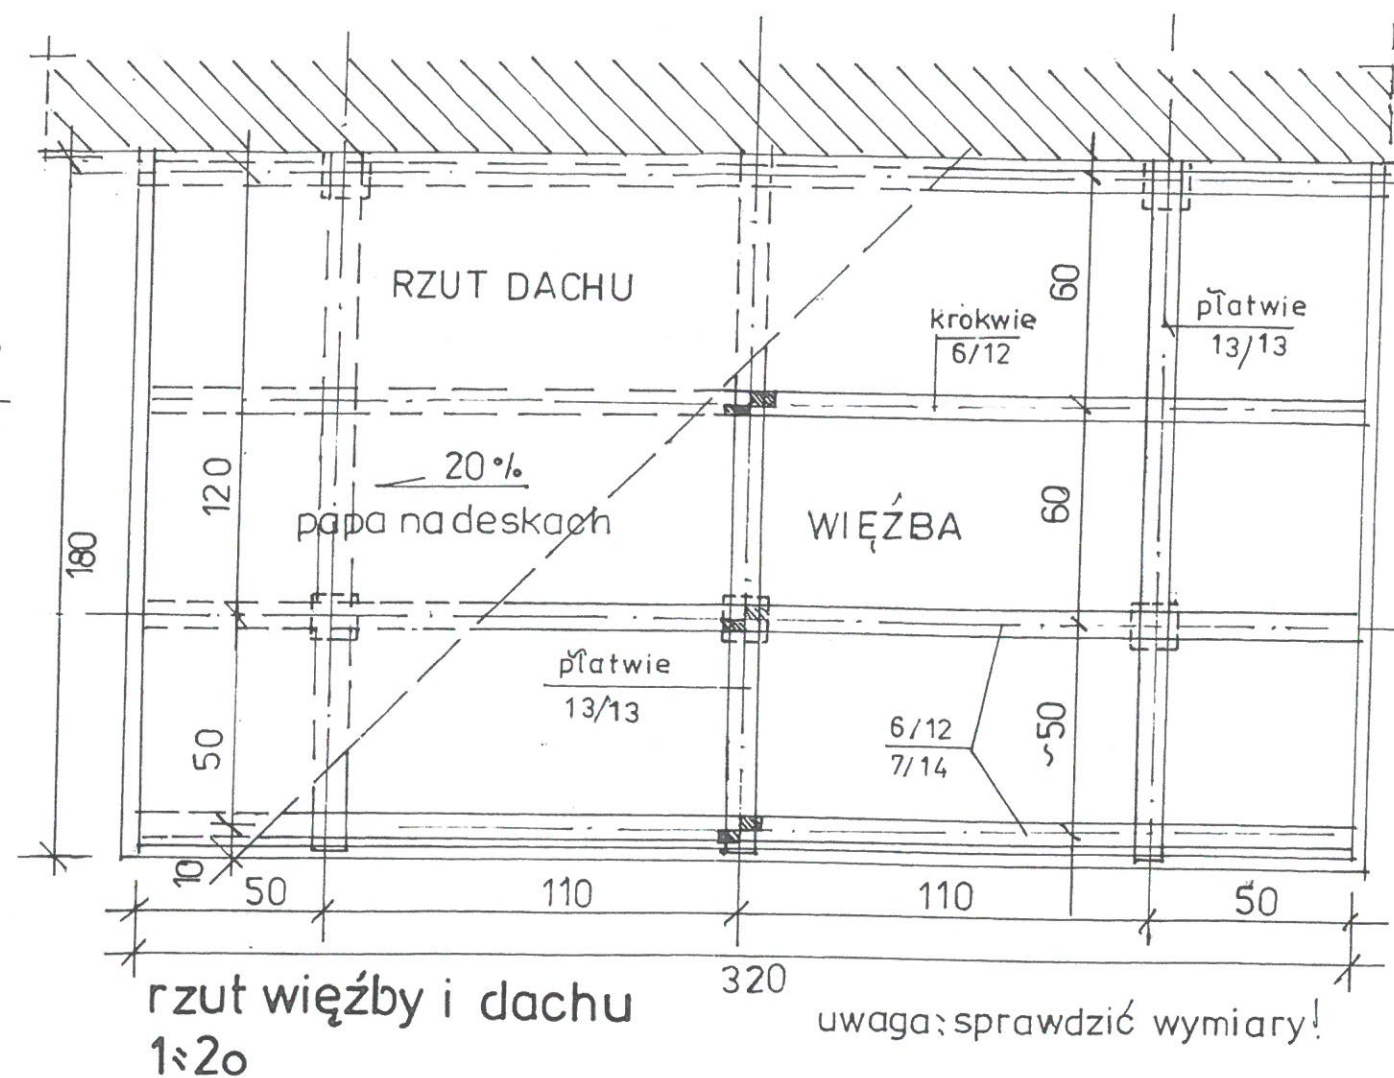 RZUT DACHU
60
krokwie
6/12
płatwie
13/13
120
20%
papa na deskach
60
WIĘŹBA
180
płatwie
13/13
50
6/12
7/14
~50
10
50
110
110
50
320
rzut więźby i dachu
1:20
uwaga: sprawdzić wymiary!